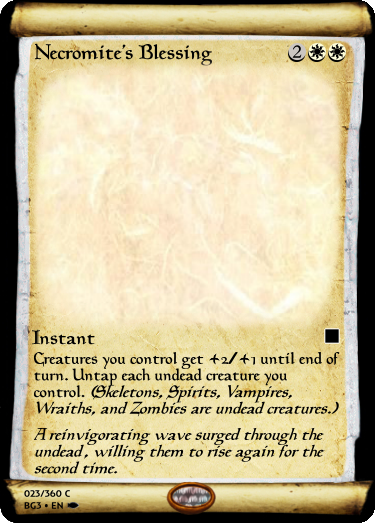 Necromite's Blessing 2
Instant
Creatures you control get +2/+1 until end of
turn. Untap each undead creature you
control. (Skeletons, Spirits, Vampires,
Wraiths, and Zombies are undead creatures.)
A reinvigorating wave surged through the
undead, willing them to rise again for the
second time.
023/360 C
BG3 • EN